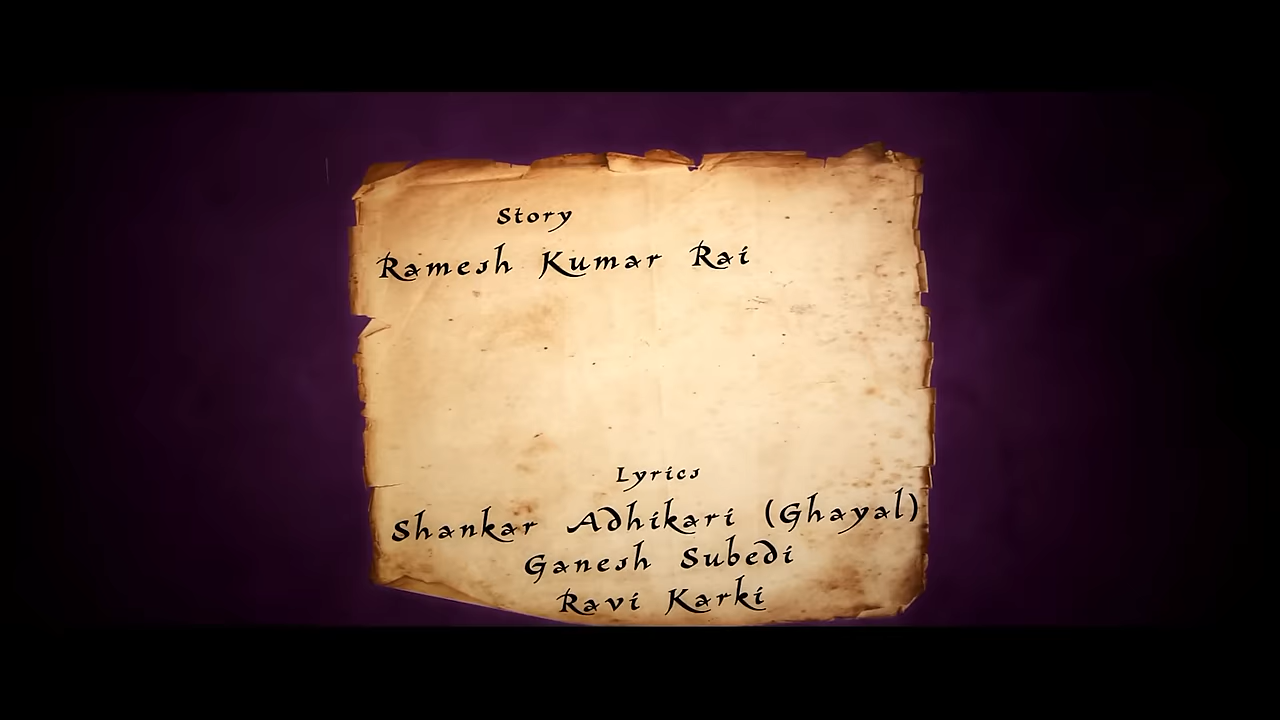 Story
Ramesh Kumar Rai
Lyrics
Shankar Adhikari (Ghayal)
Ganesh Subedi
Ravi Karki